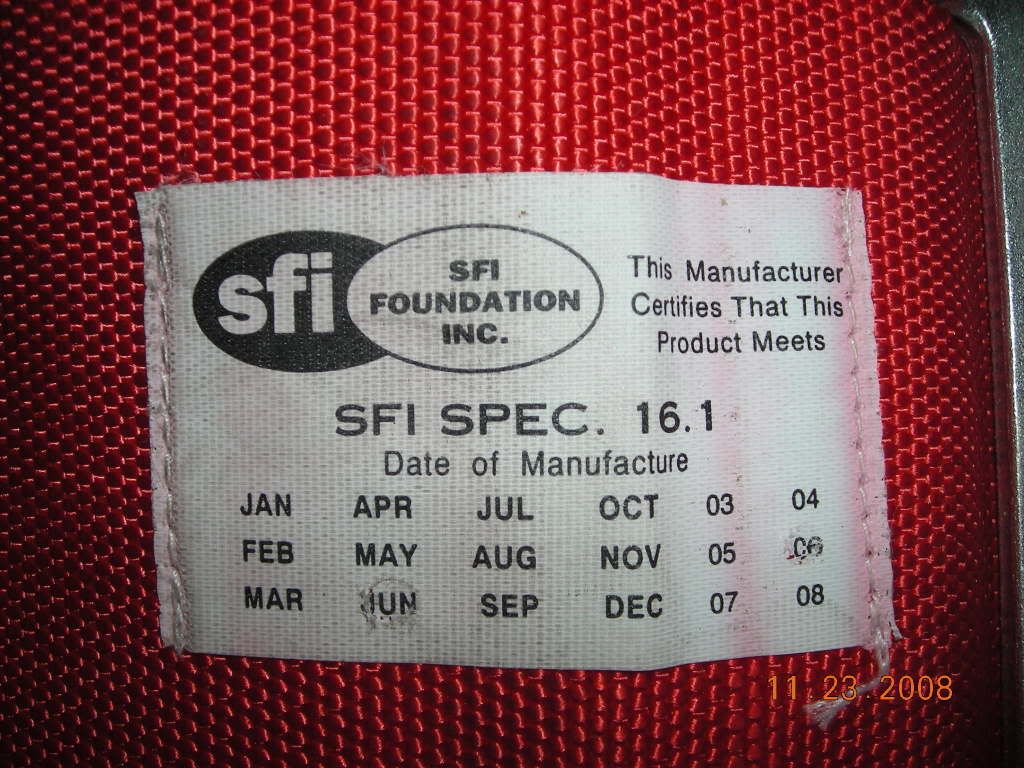 sfi
SFI
FOUNDATION
INC.
This Manufacturer
Certifies That This
Product Meets
SFI SPEC. 16.1
Date of Manufacture
JAN APR JUL OCT 03 04
FEB MAY AUG NOV 05 06
MAR JUN SEP DEC 07 08
11 23 2008